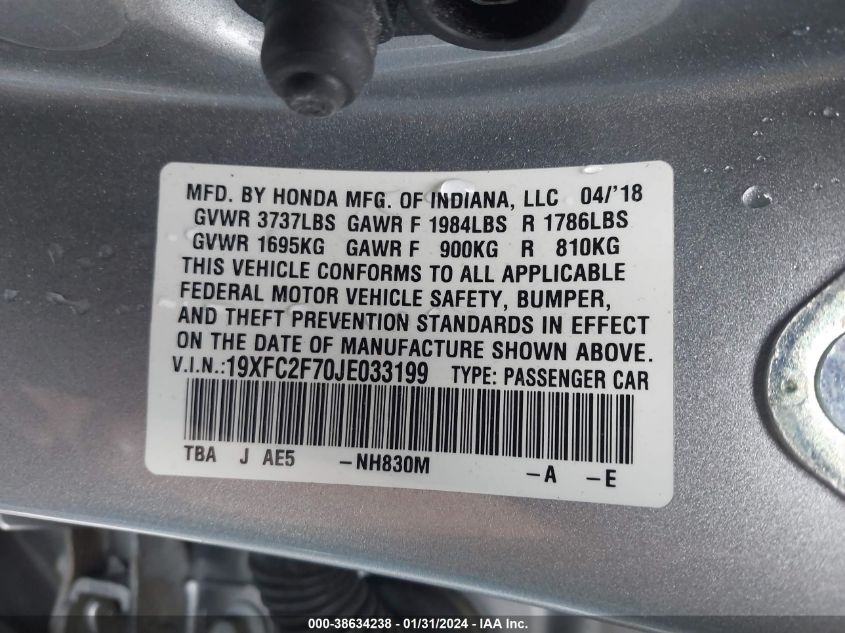 MFD. BY HONDA MFG. OF INDIANA, LLC 04/'18
GVWR 3737LBS GAWR F 1984LBS R 1786LBS
GVWR 1695KG GAWR F 900KG R 810KG
THIS VEHICLE CONFORMS TO ALL APPLICABLE
FEDERAL MOTOR VEHICLE SAFETY, BUMPER,
AND THEFT PREVENTION STANDARDS IN EFFECT
ON THE DATE OF MANUFACTURE SHOWN ABOVE.
V.I.N.:19XFC2F70JE033199 TYPE: PASSENGER CAR
TBA J AE5 -NH830M -A -E
000-38634238 - 01/31/2024 - IAA Inc.